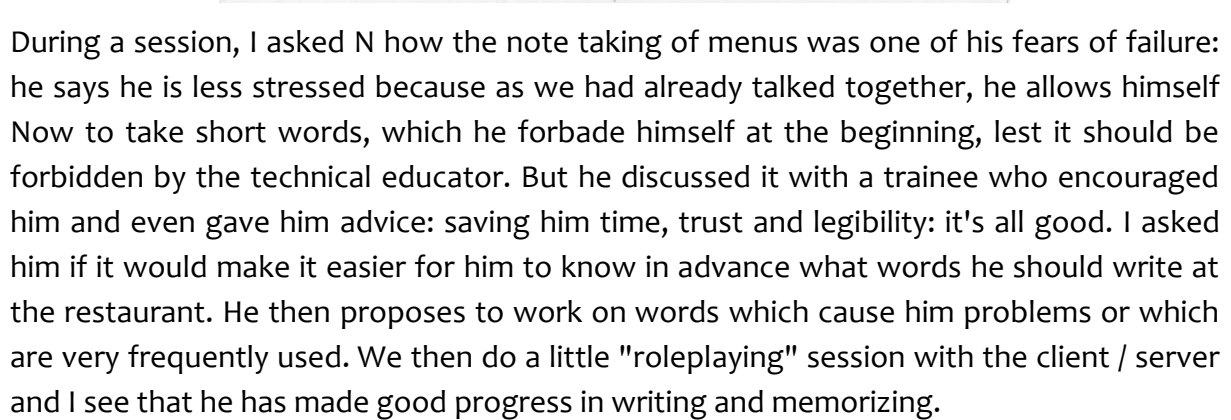 During a session, I asked N how the note taking of menus was one of his fears of failure:
he says he is less stressed because as we had already talked together, he allows himself
Now to take short words, which he forbade himself at the beginning, lest it should be
forbidden by the technical educator. But he discussed it with a trainee who encouraged
him and even gave him advice: saving him time, trust and legibility: it's all good. I asked
him if it would make it easier for him to know in advance what words he should write at
the restaurant. He then proposes to work on words which cause him problems or which
are very frequently used. We then do a little "roleplaying" session with the client / server
and I see that he has made good progress in writing and memorizing.